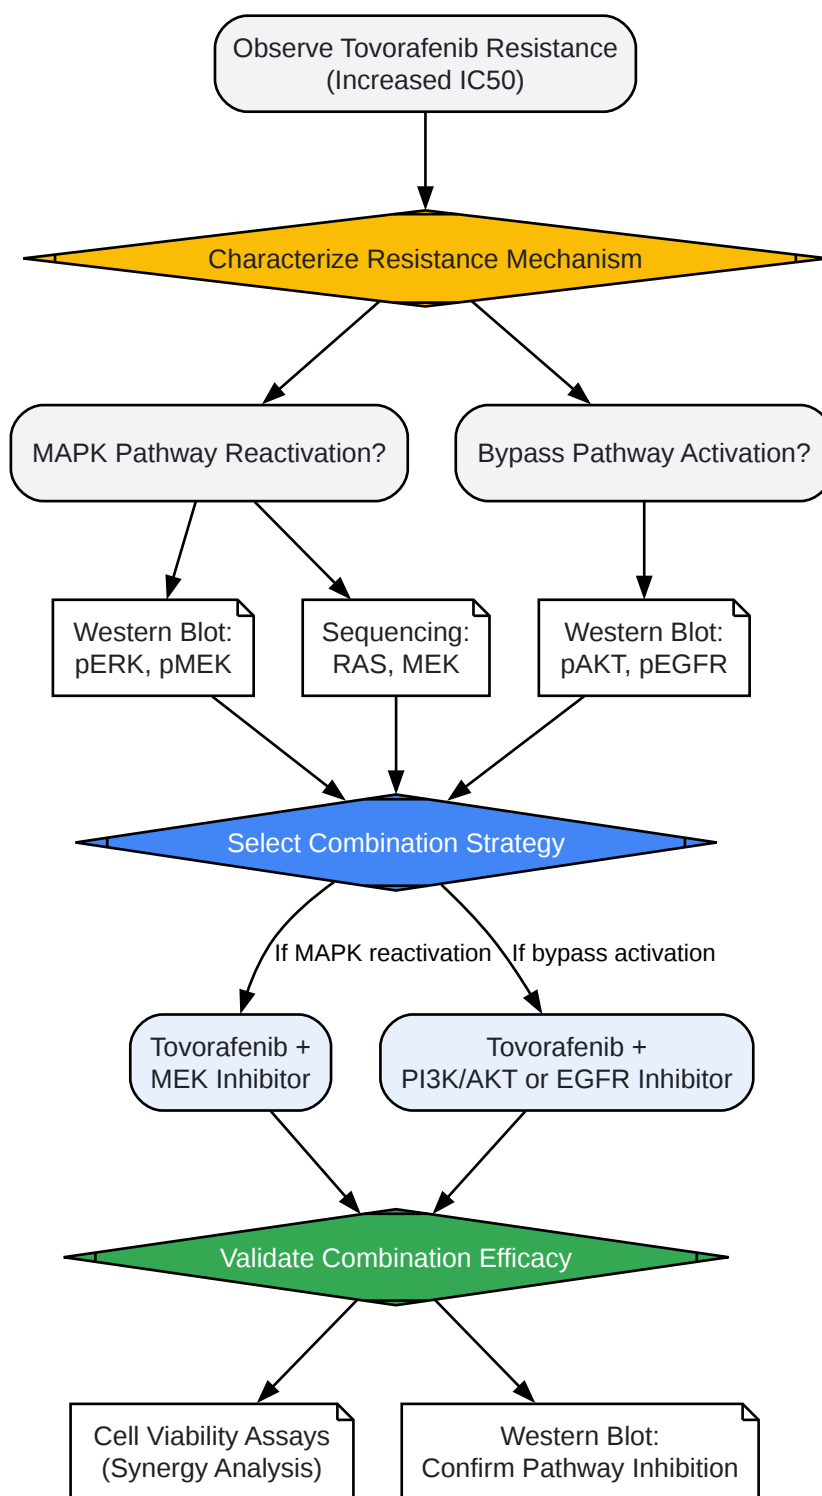 Observe Tovorafenib Resistance
(Increased IC50)
Characterize Resistance Mechanism
MAPK Pathway Reactivation?
Bypass Pathway Activation?
Western Blot:
pERK, pMEK
Sequencing:
RAS, MEK
Western Blot:
pAKT, pEGFR
Select Combination Strategy
If MAPK reactivation
If bypass activation
Tovorafenib +
MEK Inhibitor
Tovorafenib +
PI3K/AKT or EGFR Inhibitor
Validate Combination Efficacy
Cell Viability Assays
(Synergy Analysis)
Western Blot:
Confirm Pathway Inhibition